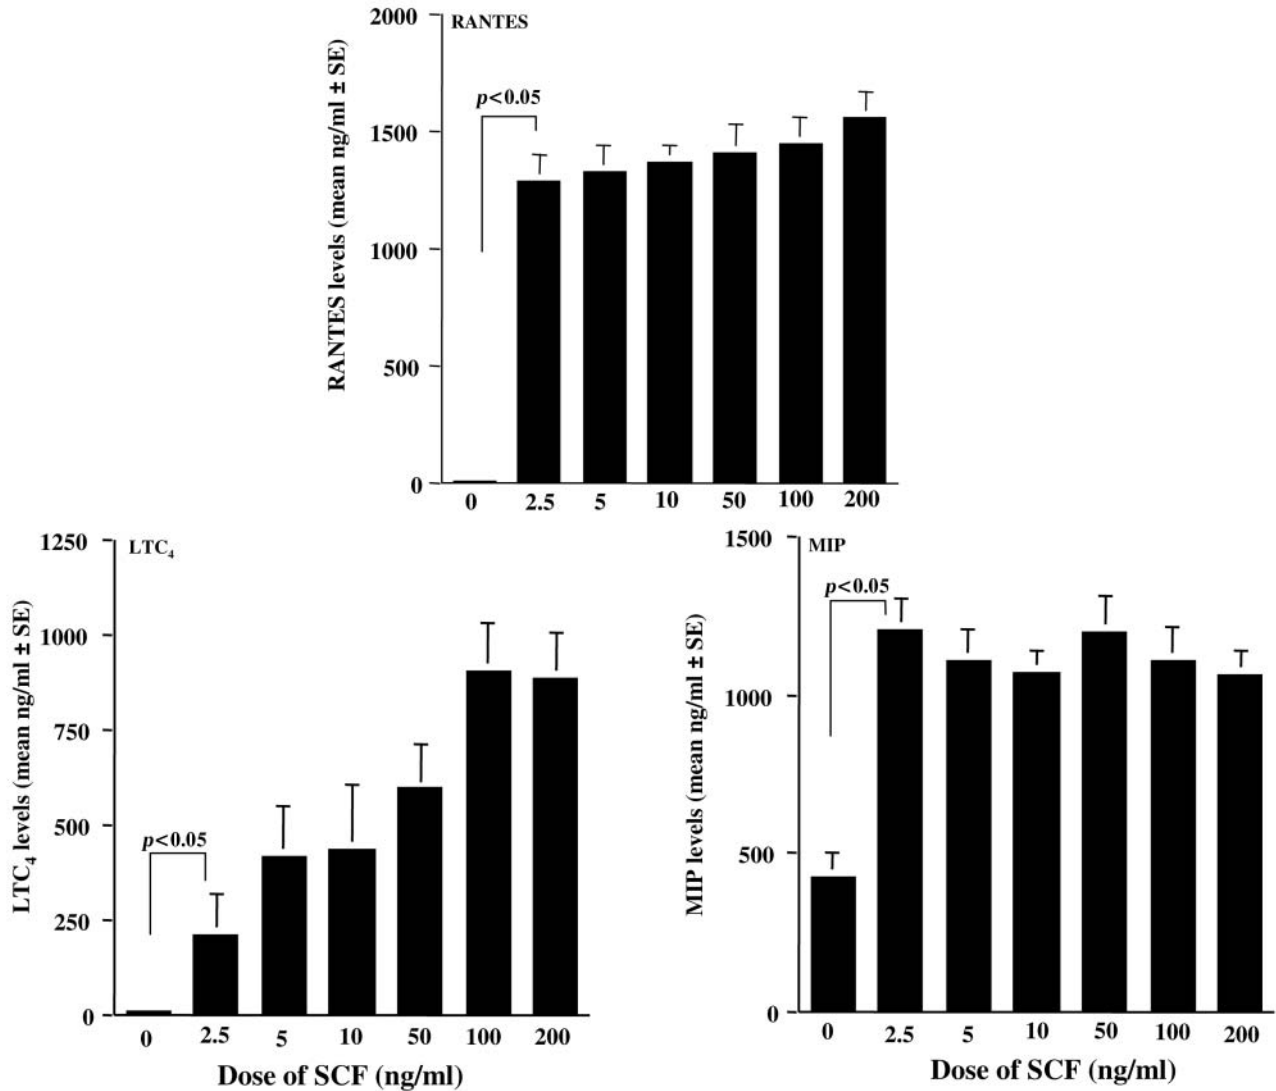 RANTES
RANTES levels (mean ng/ml ± SE)
2000
1500
1000
500
0
p<0.05
0 2.5 5 10 50 100 200
LTC₄
LTC₄ levels (mean ng/ml ± SE)
1250
1000
750
500
250
0
p<0.05
0 2.5 5 10 50 100 200
Dose of SCF (ng/ml)
MIP
MIP levels (mean ng/ml ± SE)
1500
1000
500
0
p<0.05
0 2.5 5 10 50 100 200
Dose of SCF (ng/ml)